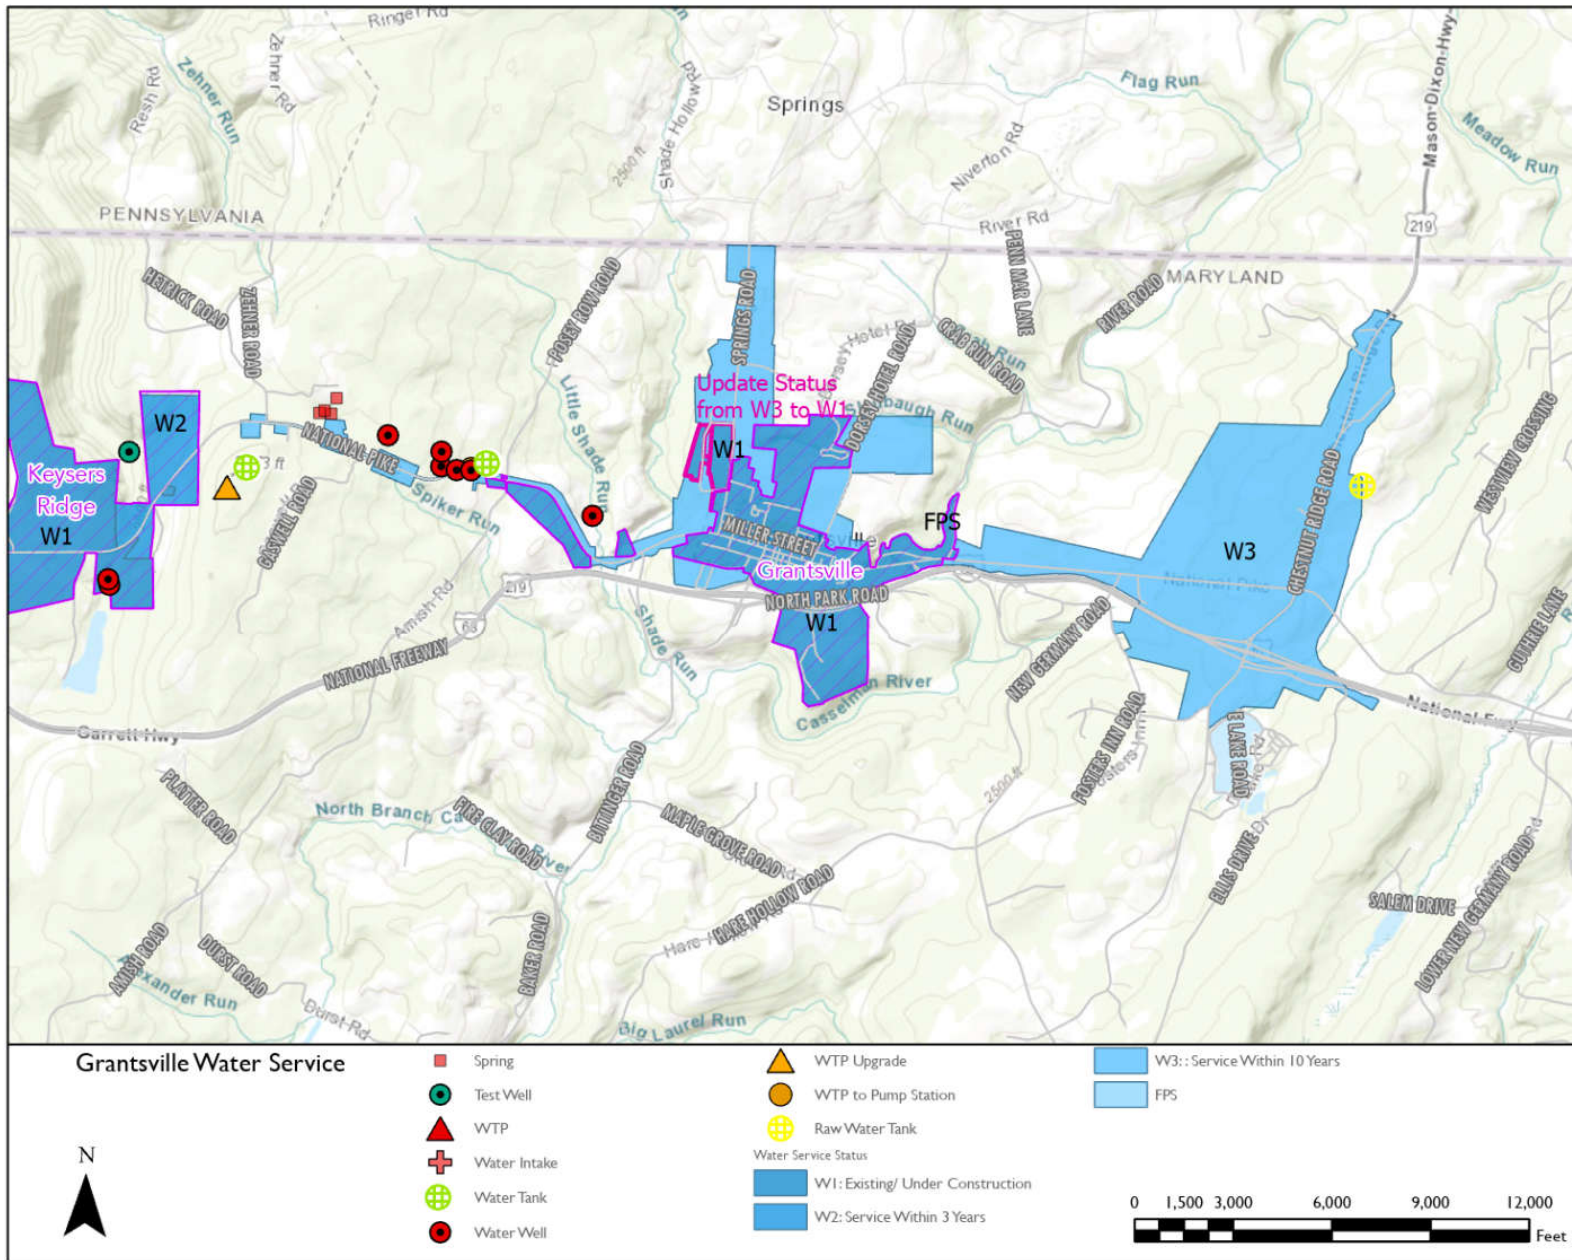 Ringer Rd
Zehner Run
Zehner Rd
Resh Rd
Shade Hollow Rd
2500 ft
Springs
Flag Run
Mason-Dixon-Hwy
Meadow Run
Niverton Rd
River Rd
PENNSYLVANIA
219
MARYLAND
HETRICK ROAD
ZEHNER ROAD
POSEY ROW ROAD
SPRINGS ROAD
PENN MAR LANE
RIVER ROAD
CRAB RUN ROAD
DORSEY HOTEL ROAD
Hotel Rd
Run
Little Shade Run
Update Status
from W3 to W1
Run
W2
W1
Keysers
Ridge
W1
NATIONAL PIKE
3 ft
Spiker Run
CASWELL ROAD
MILLER STREET
FPS
W3
CHESTNUT RIDGE ROAD
WESTVIEW CROSSING
National Pike
Grantsville
NORTH PARK ROAD
W1
219
68
Amish Rd
NATIONAL FREEWAY
Shade Run
Casselman River
NEW GERMANY ROAD
GUTHRIE LANE
Garrett Hwy
National Fwy
FOSTERS INN ROAD
E LAKE ROAD
2500 ft
PLATTER ROAD
North Branch
River
FIRE CLAY ROAD
BITTINGER ROAD
MAPLE GROVE ROAD
HARE HOLLOW ROAD
ELLIS DRIVE
Dr
SALEM DRIVE
LOWER NEW GERMANY ROAD
Rd
AMISH ROAD
DURST ROAD
BAKER ROAD
Alexander Run
Durst Rd
Big Laurel Run
Grantsville Water Service
N
Spring
Test Well
WTP
Water Intake
Water Tank
Water Well
WTP Upgrade
WTP to Pump Station
Raw Water Tank
Water Service Status
W1: Existing/ Under Construction
W2: Service Within 3 Years
W3: : Service Within 10 Years
FPS
0 1,500 3,000 6,000 9,000 12,000
Feet